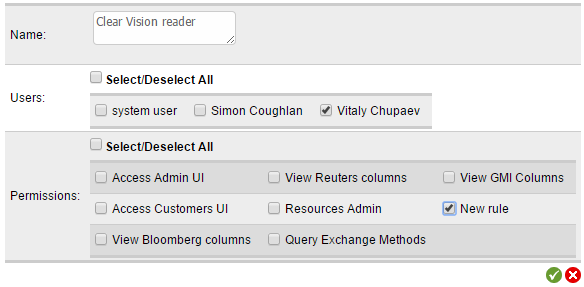 Name:
Clear Vision reader
Select/Deselect All
Users:
system user Simon Coughlan Vitaly Chupaev
Select/Deselect All
Permissions:
Access Admin UI View Reuters columns View GMI Columns
Access Customers UI Resources Admin New rule
View Bloomberg columns Query Exchange Methods